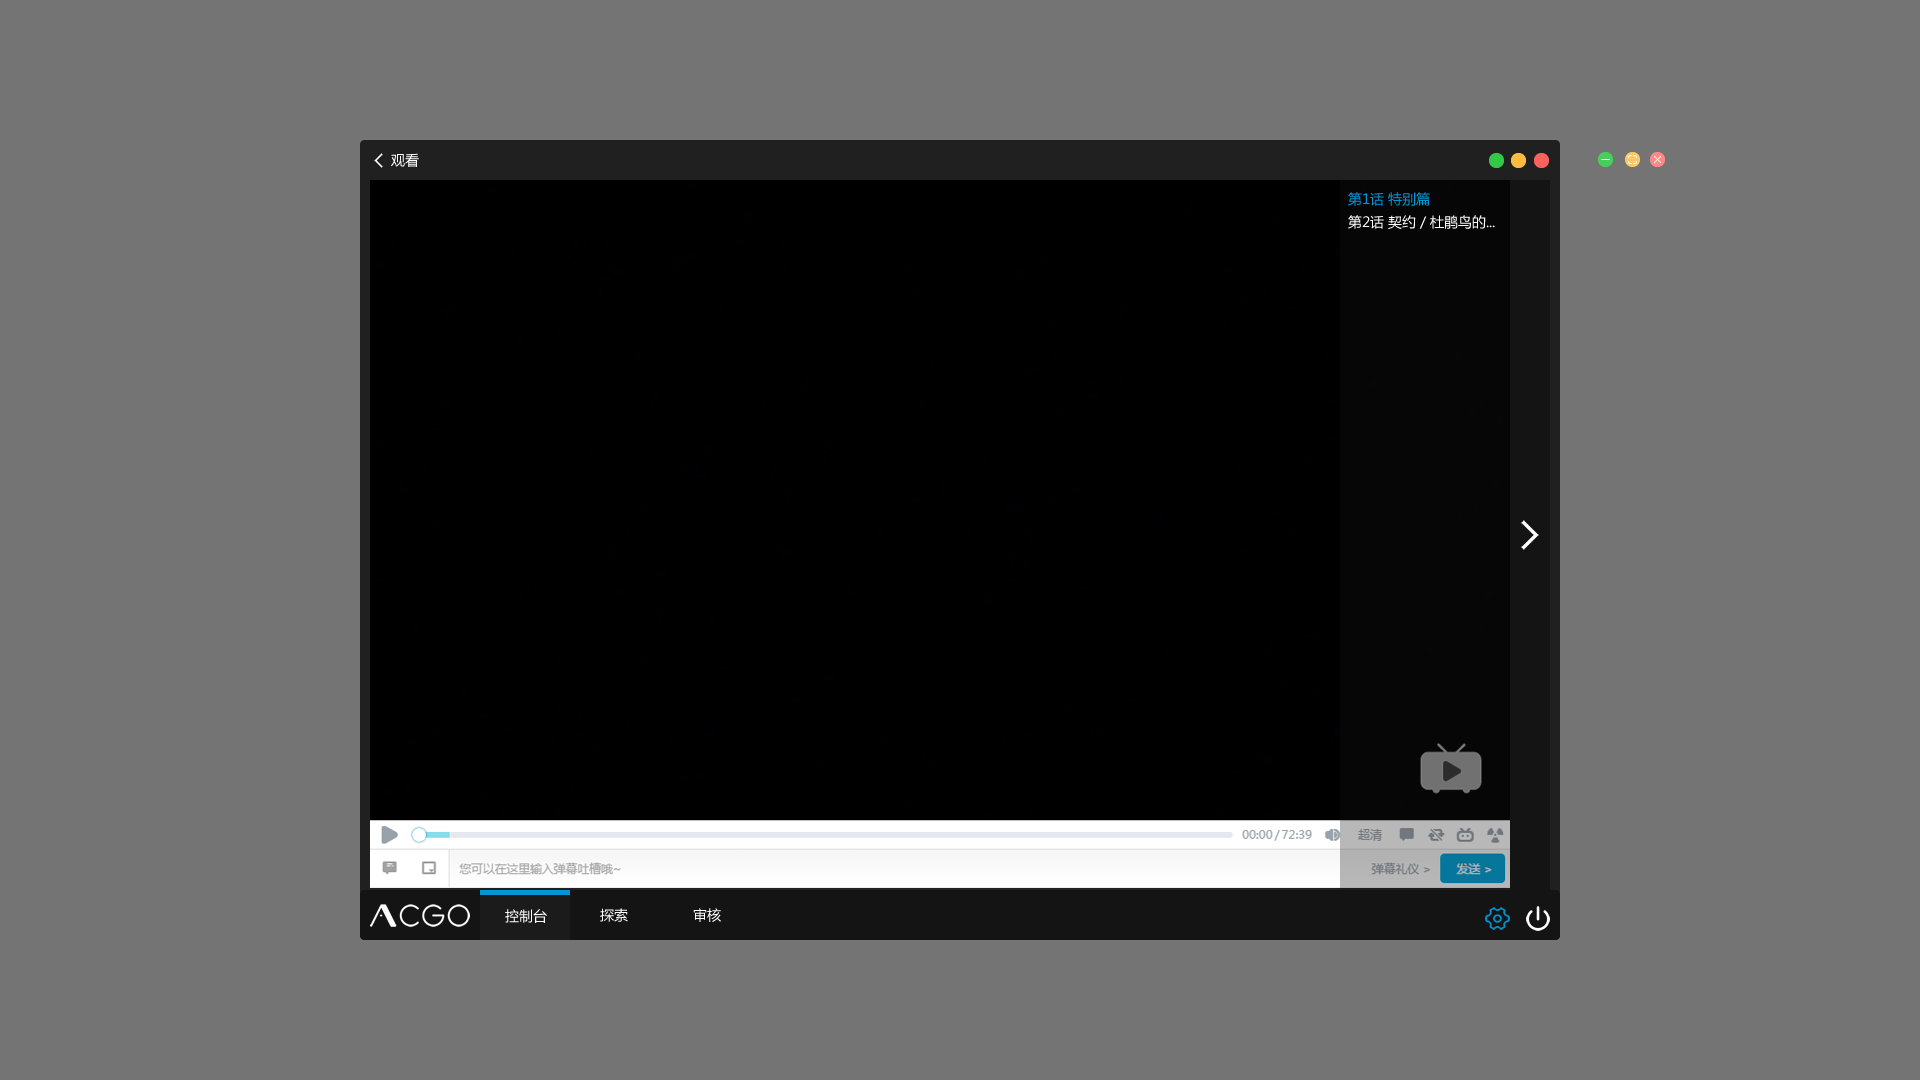 观看
第1话 特别篇
第2话 契约 / 杜鹃鸟的...
00:00 / 72:39
超清
您可以在这里输入弹幕吐槽哦~
弹幕礼仪 >
发送 >
ACGO
控制台
探索
审核